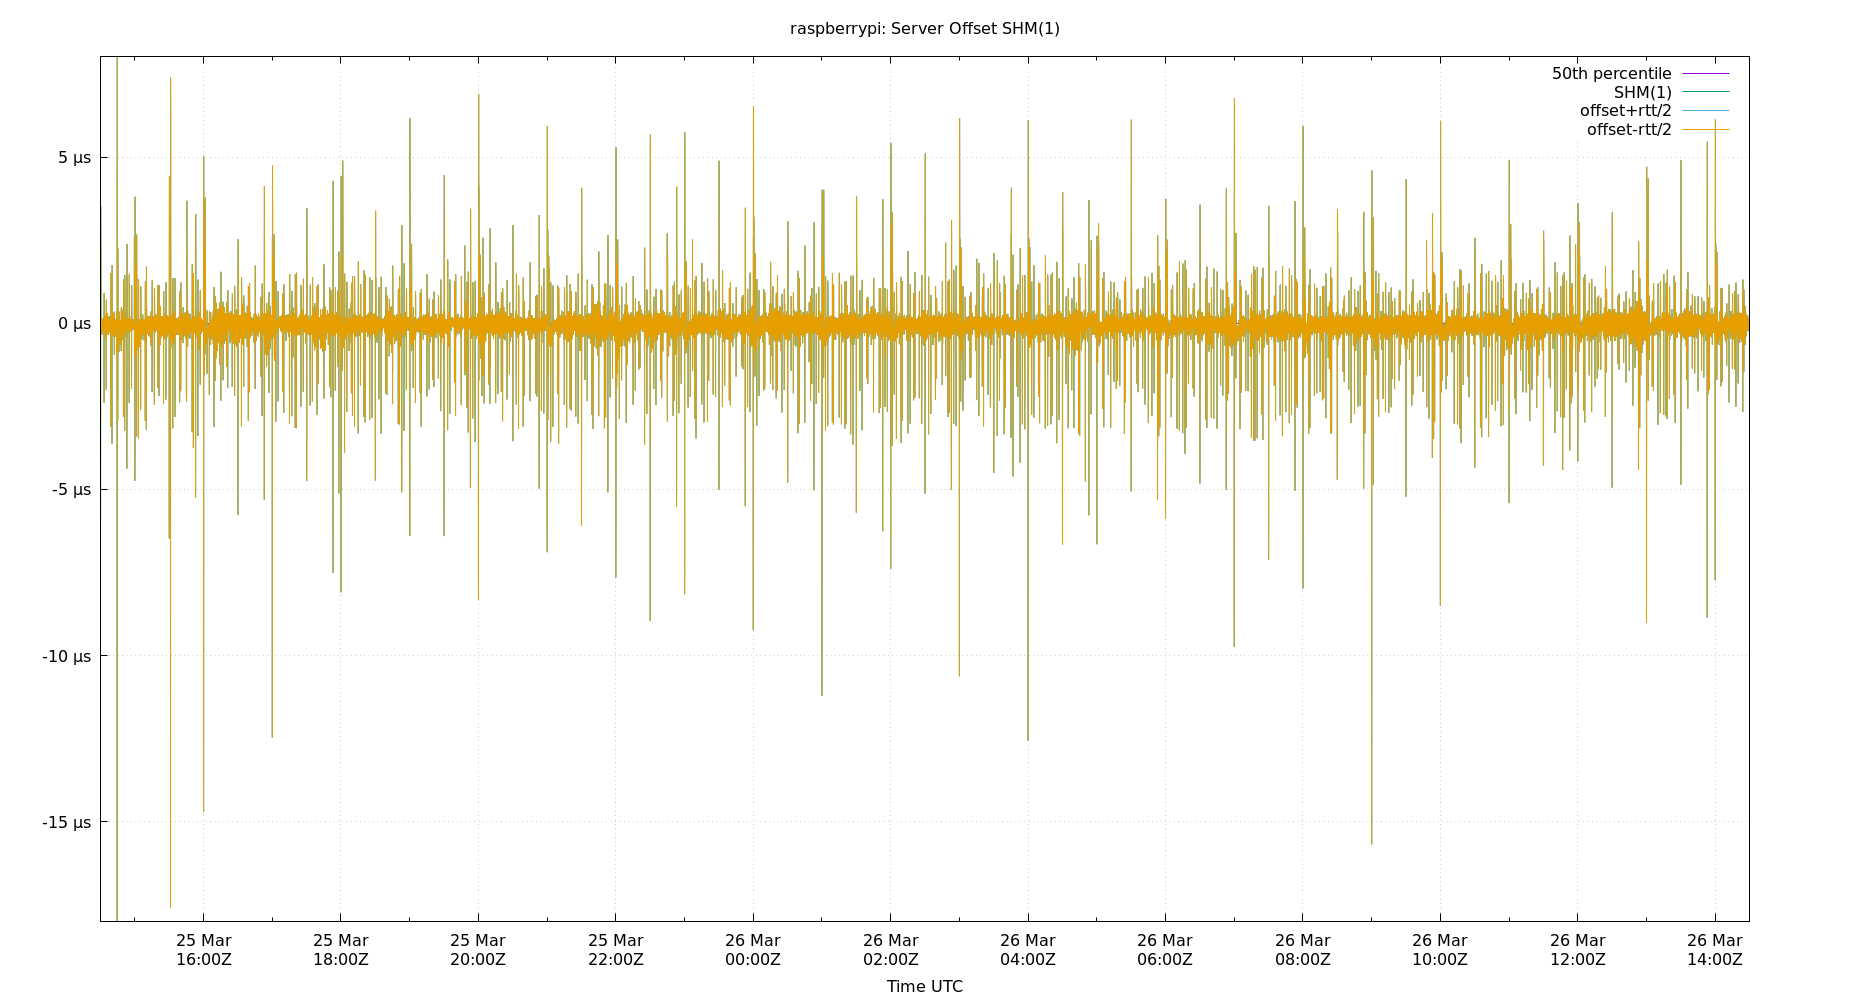 raspberrypi: Server Offset SHM(1)
50th percentile
SHM(1)
offset+rtt/2
offset-rtt/2
5 µs
0 µs
-5 µs
-10 µs
-15 µs
25 Mar 25 Mar 25 Mar 25 Mar 26 Mar 26 Mar 26 Mar 26 Mar 26 Mar 26 Mar 26 Mar 26 Mar
16:00Z 18:00Z 20:00Z 22:00Z 00:00Z 02:00Z 04:00Z 06:00Z 08:00Z 10:00Z 12:00Z 14:00Z
Time UTC